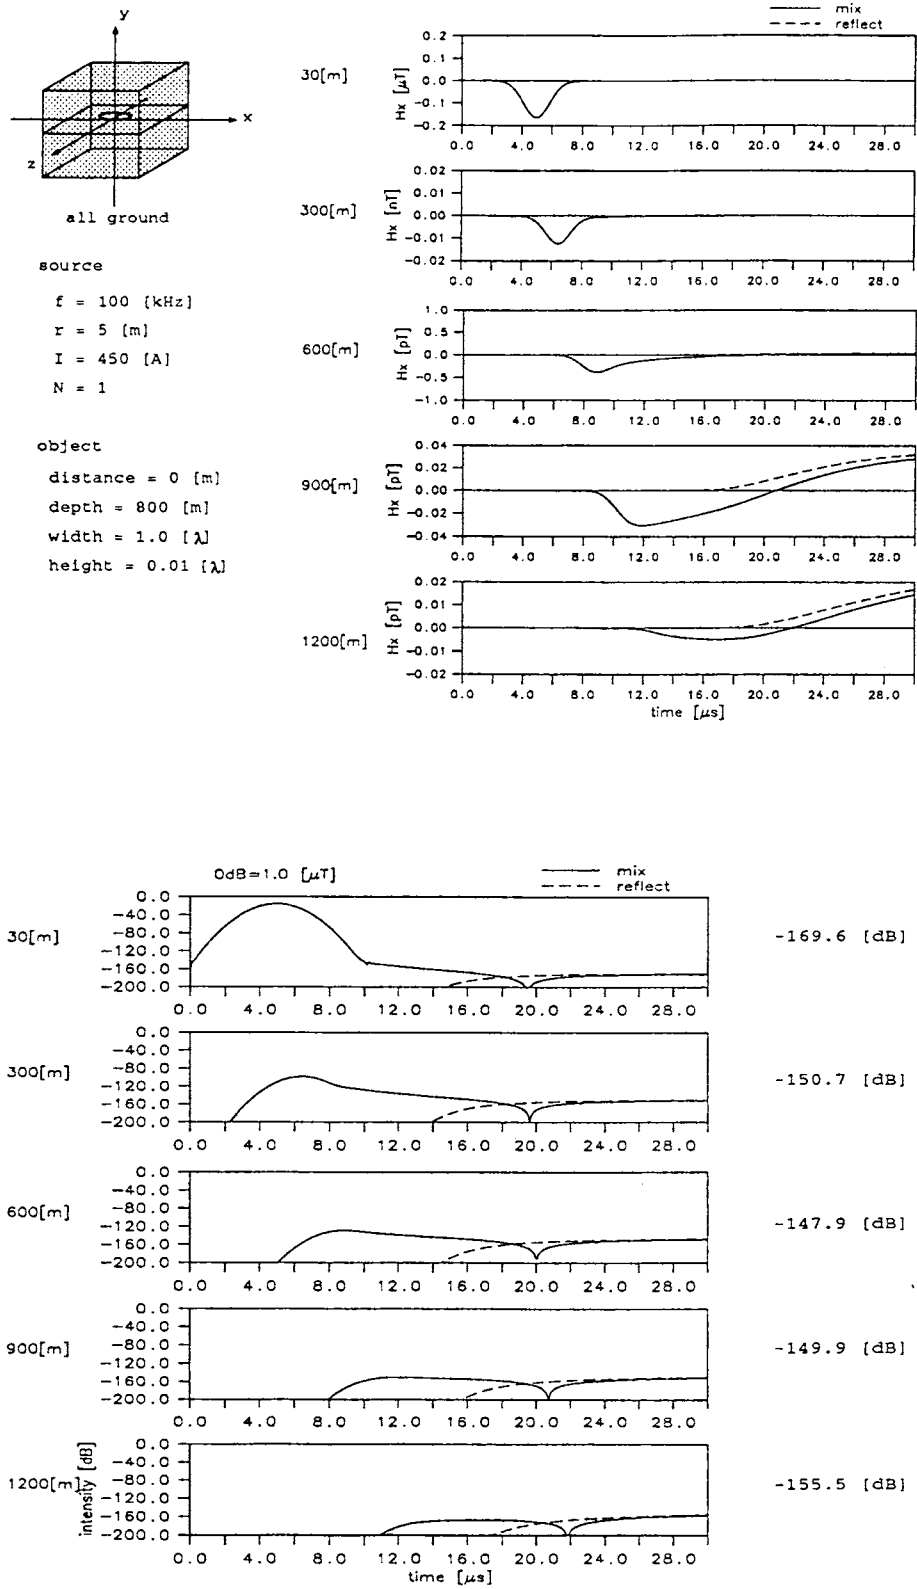 y
x
z
all ground
source
f = 100 [kHz]
r = 5 [m]
I = 450 [A]
N = 1
object
distance = 0 [m]
depth = 800 [m]
width = 1.0 [λ]
height = 0.01 [λ]
mix
reflect
30[m]
Hx [μT]
0.2
0.1
0.0
-0.1
-0.2
0.0 4.0 8.0 12.0 16.0 20.0 24.0 28.0
300[m]
Hx [nT]
0.02
0.01
0.00
-0.01
-0.02
0.0 4.0 8.0 12.0 16.0 20.0 24.0 28.0
600[m]
Hx [pT]
1.0
0.5
0.0
-0.5
-1.0
0.0 4.0 8.0 12.0 16.0 20.0 24.0 28.0
900[m]
Hx [pT]
0.04
0.02
0.00
-0.02
-0.04
0.0 4.0 8.0 12.0 16.0 20.0 24.0 28.0
1200[m]
Hx [pT]
0.02
0.01
0.00
-0.01
-0.02
0.0 4.0 8.0 12.0 16.0 20.0 24.0 28.0
time [μs]
0dB=1.0 [μT]
mix
reflect
30[m]
0.0
-40.0
-80.0
-120.0
-160.0
-200.0
0.0 4.0 8.0 12.0 16.0 20.0 24.0 28.0
-169.6 [dB]
300[m]
0.0
-40.0
-80.0
-120.0
-160.0
-200.0
0.0 4.0 8.0 12.0 16.0 20.0 24.0 28.0
-150.7 [dB]
600[m]
0.0
-40.0
-80.0
-120.0
-160.0
-200.0
0.0 4.0 8.0 12.0 16.0 20.0 24.0 28.0
-147.9 [dB]
900[m]
0.0
-40.0
-80.0
-120.0
-160.0
-200.0
0.0 4.0 8.0 12.0 16.0 20.0 24.0 28.0
-149.9 [dB]
1200[m]
intensity [dB]
0.0
-40.0
-80.0
-120.0
-160.0
-200.0
0.0 4.0 8.0 12.0 16.0 20.0 24.0 28.0
-155.5 [dB]
time [μs]